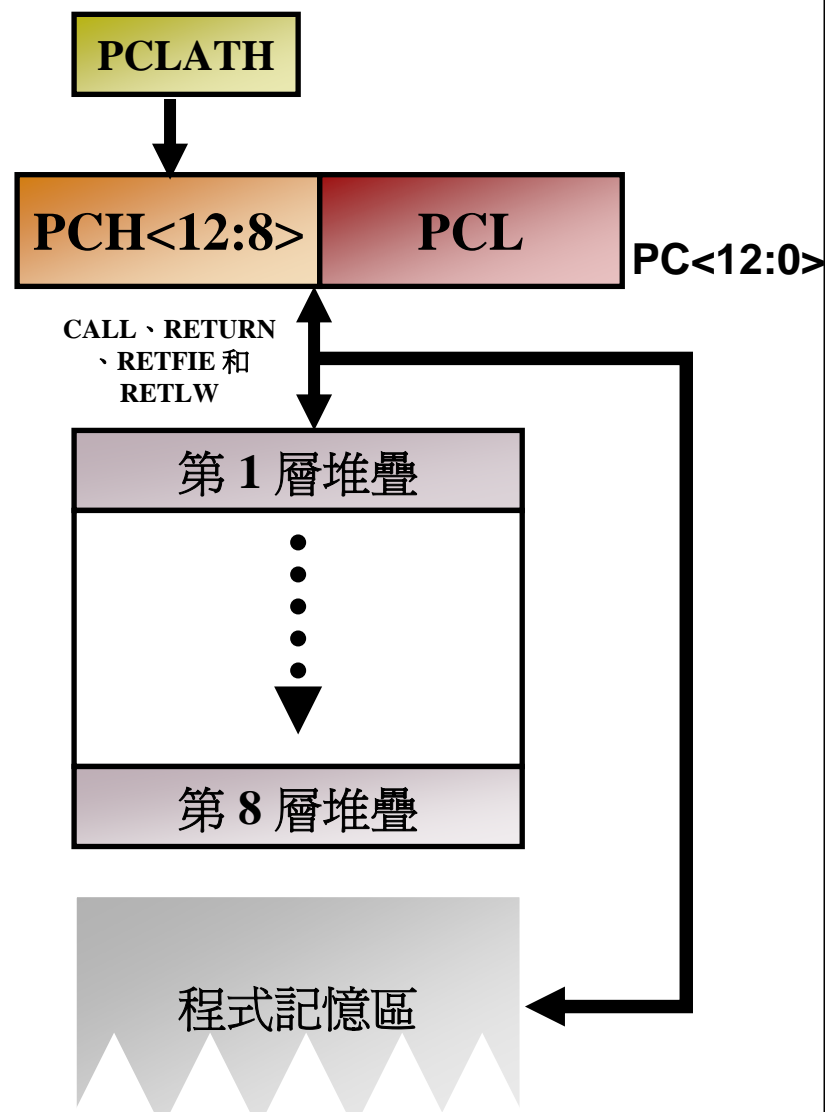 PCLATH
PCH<12:8>
PCL
PC<12:0>
CALL、RETURN
、RETFIE 和
RETLW
第 1 層堆疊
第 8 層堆疊
程式記憶區